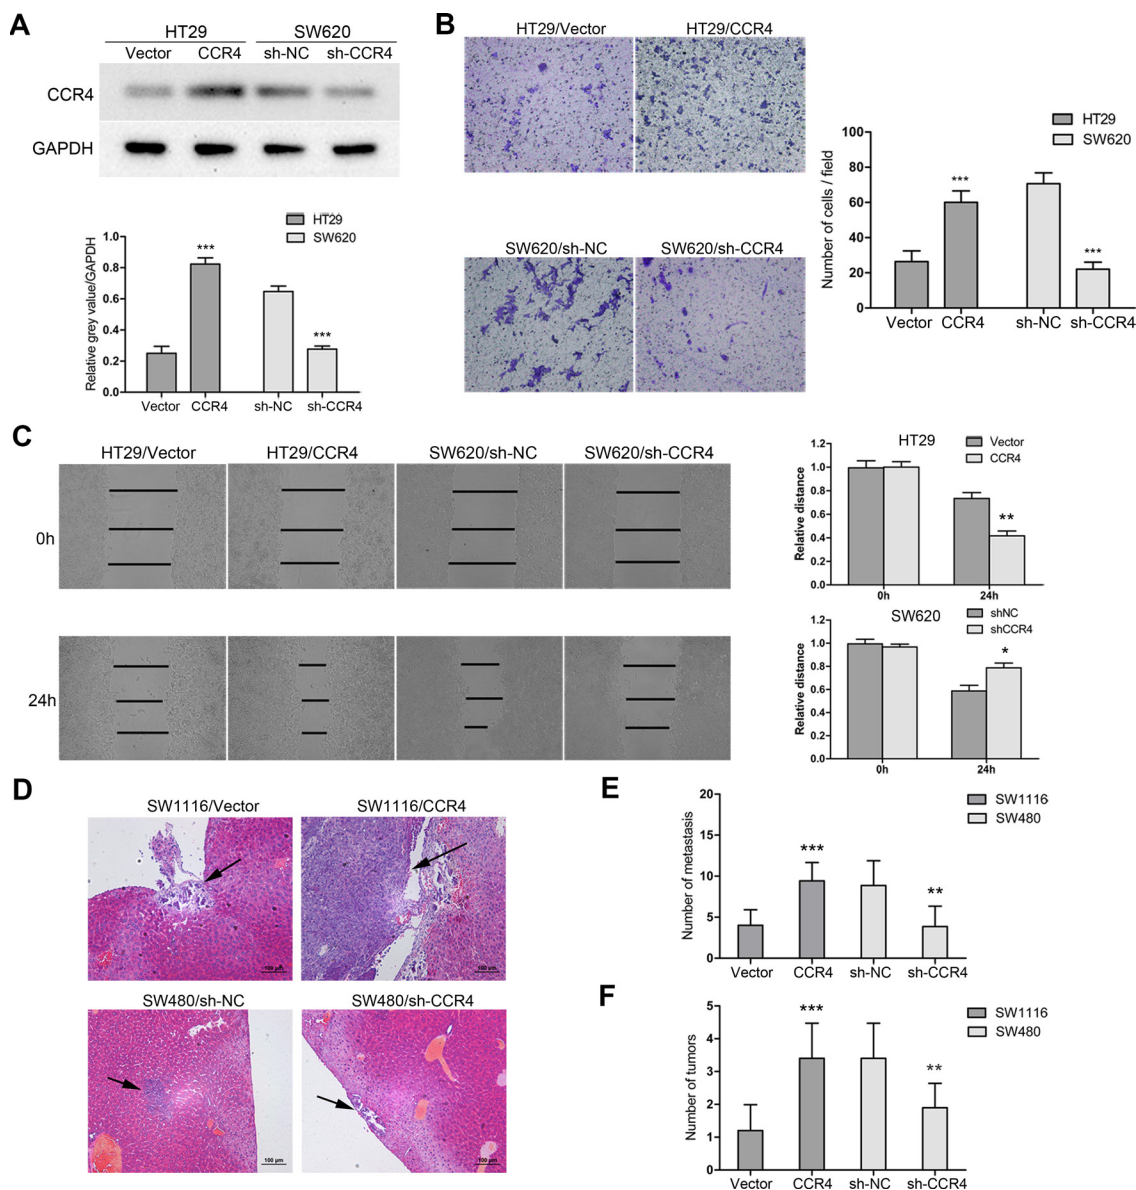 A
HT29 SW620
Vector CCR4 sh-NC sh-CCR4
CCR4
GAPDH
HT29
SW620
Relative grey value/GAPDH
1.0
0.8
0.6
0.4
0.2
0.0
***
***
Vector CCR4 sh-NC sh-CCR4
B
HT29/Vector HT29/CCR4
SW620/sh-NC SW620/sh-CCR4
HT29
SW620
Number of cells / field
100
80
60
40
20
0
***
***
Vector CCR4 sh-NC sh-CCR4
C
HT29/Vector HT29/CCR4 SW620/sh-NC SW620/sh-CCR4
0h
24h
HT29
Vector
CCR4
Relative distance
1.2
1.0
0.8
0.6
0.4
0.2
0.0
**
0h 24h
SW620
shNC
shCCR4
Relative distance
1.2
1.0
0.8
0.6
0.4
0.2
0.0
*
0h 24h
D
SW1116/Vector SW1116/CCR4
100 μm 100 μm
SW480/sh-NC SW480/sh-CCR4
100 μm 100 μm
E
SW1116
SW480
Number of metastasis
20
15
10
5
0
***
**
Vector CCR4 sh-NC sh-CCR4
F
SW1116
SW480
Number of tumors
5
4
3
2
1
0
***
**
Vector CCR4 sh-NC sh-CCR4